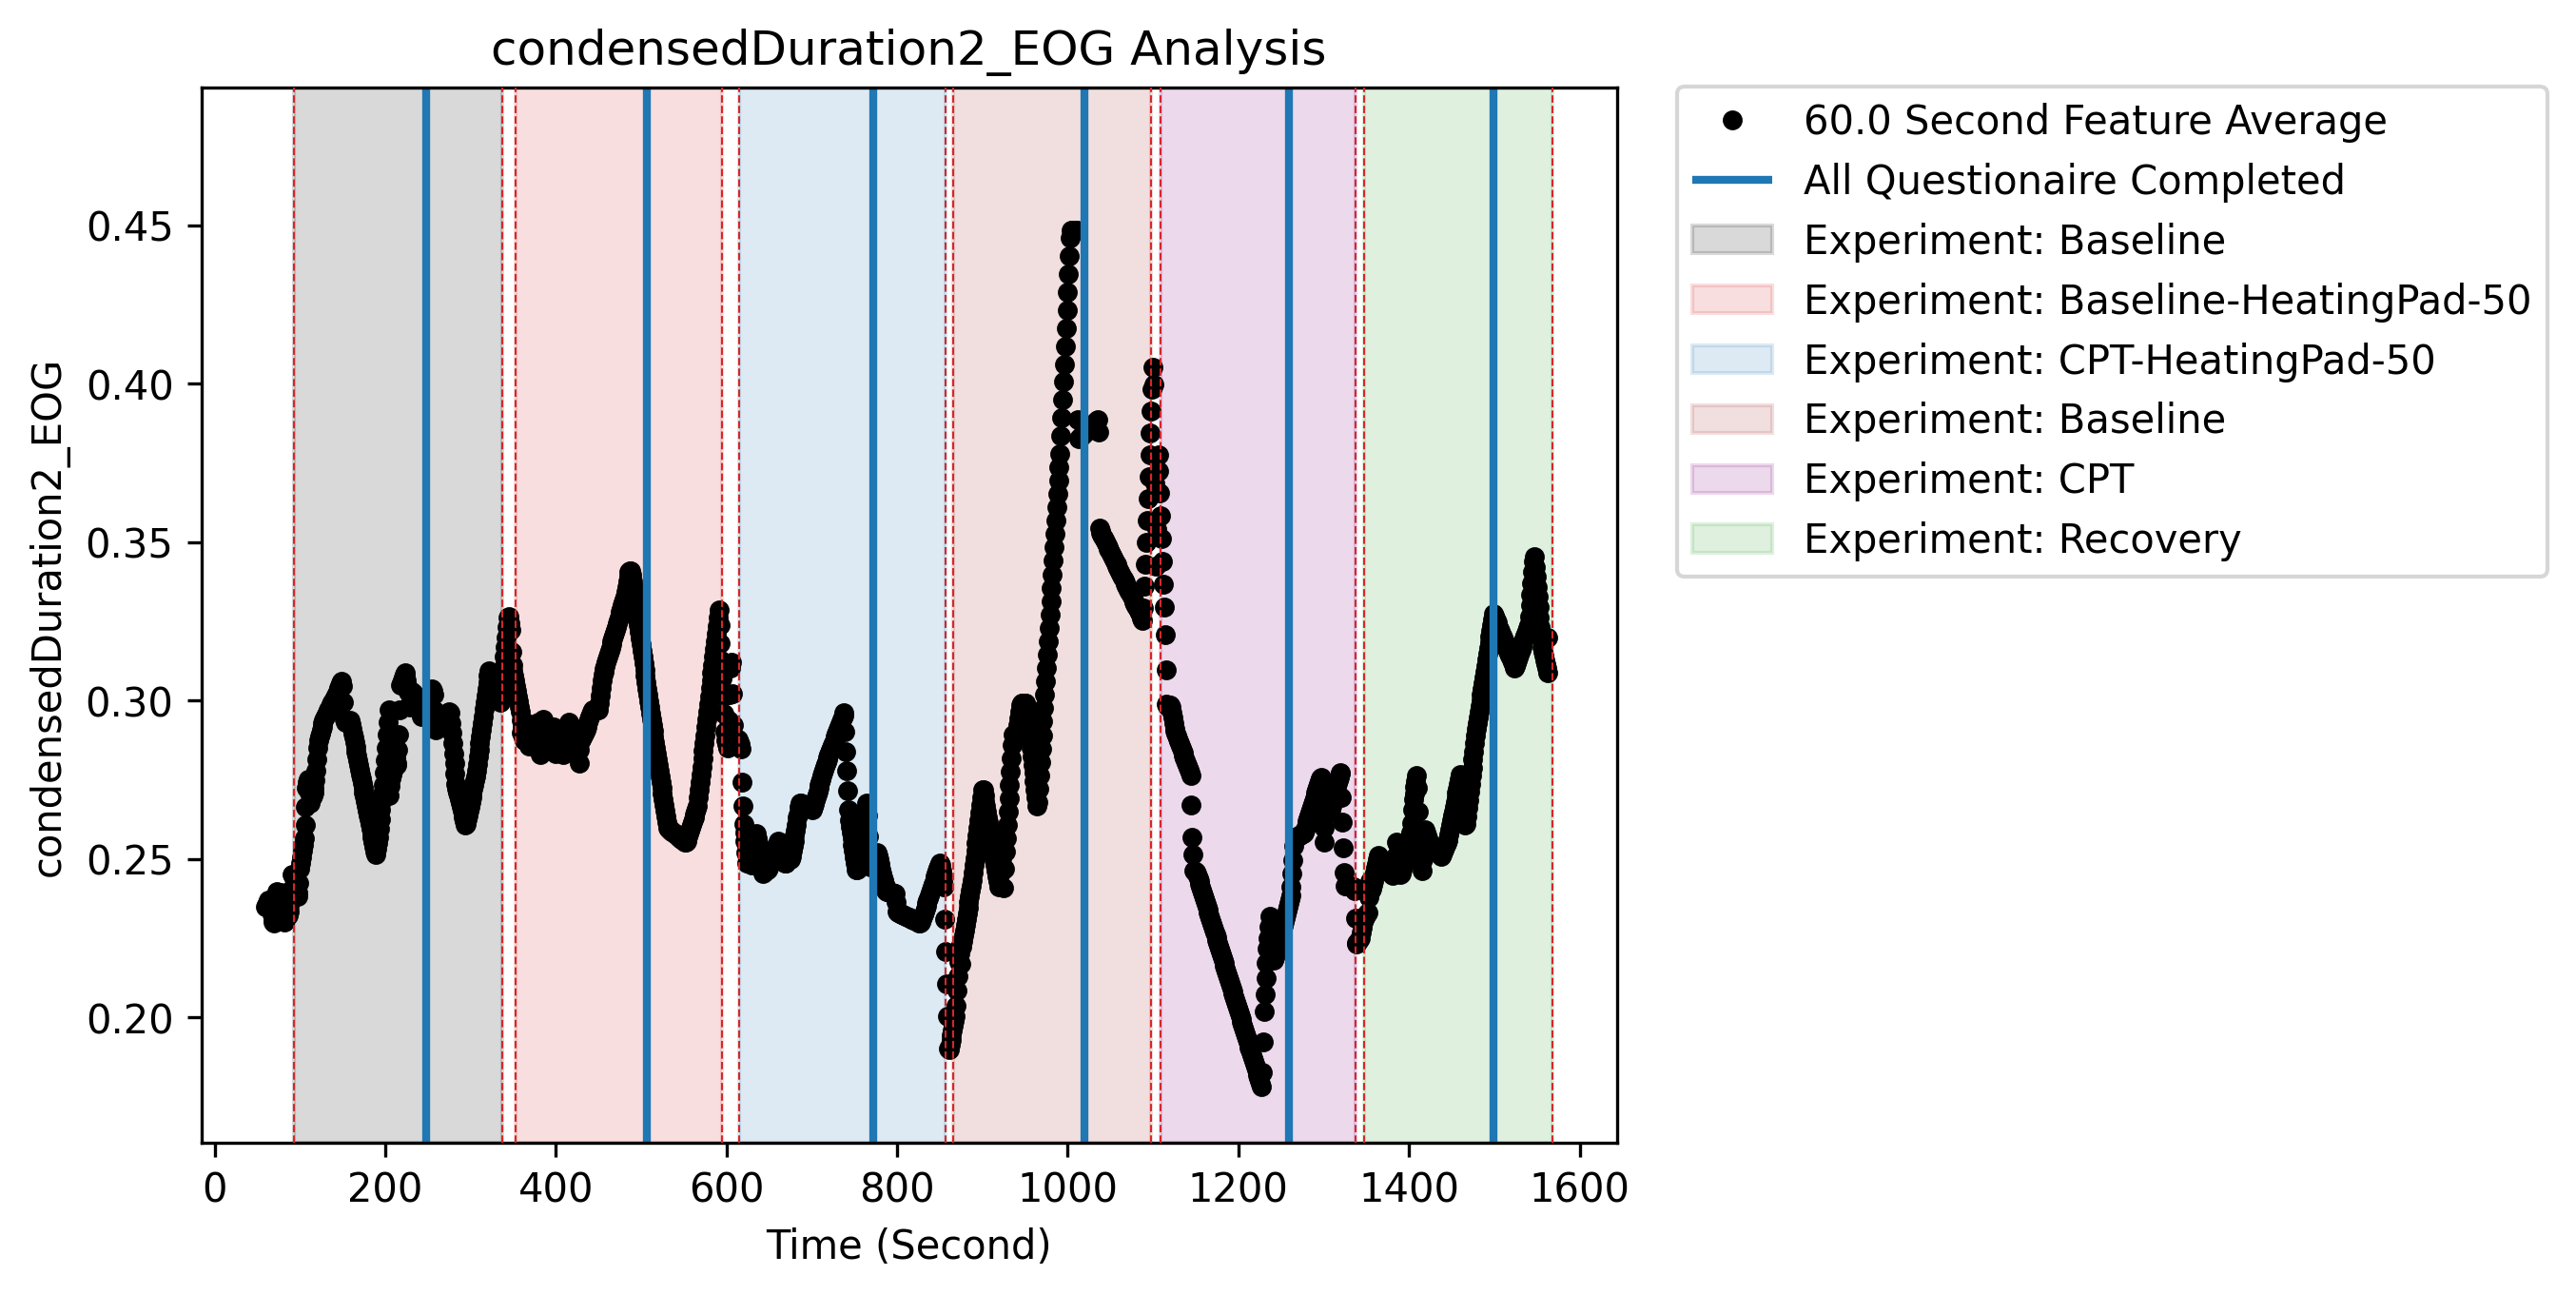 condensedDuration2_EOG Analysis
condensedDuration2_EOG
0.45
0.40
0.35
0.30
0.25
0.20
0 200 400 600 800 1000 1200 1400 1600
Time (Second)
60.0 Second Feature Average
All Questionaire Completed
Experiment: Baseline
Experiment: Baseline-HeatingPad-50
Experiment: CPT-HeatingPad-50
Experiment: Baseline
Experiment: CPT
Experiment: Recovery